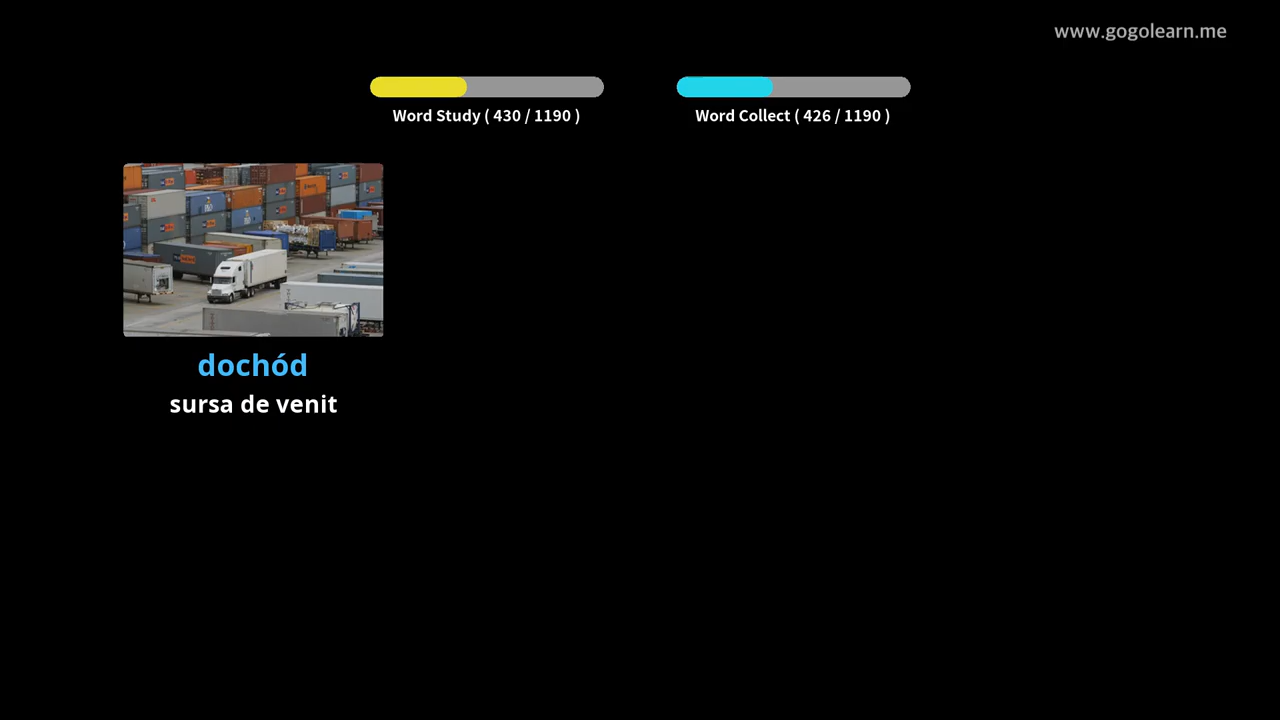 www.gogolearn.me
Word Study ( 430 / 1190 )
Word Collect ( 426 / 1190 )
dochód
sursa de venit